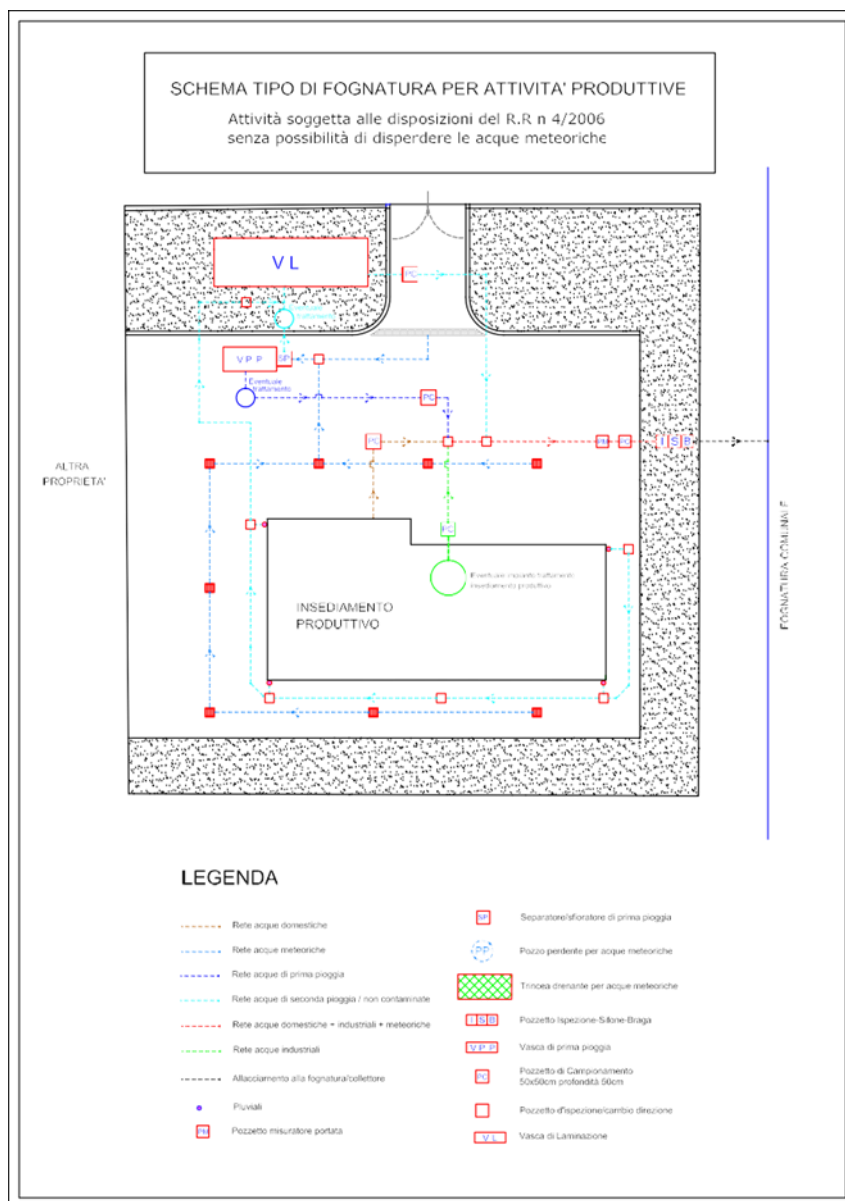 SCHEMA TIPO DI FOGNATURA PER ATTIVITA' PRODUTTIVE
Attività soggetta alle disposizioni del R.R n 4/2006
senza possibilità di disperdere le acque meteoriche
V L
PC
Eventuale
trattamento
V P P
SP
Eventuale
trattamento
PC
PC
PM
PC
I S B
ALTRA
PROPRIETA'
FOGNATURA COMUNALE
PC
Eventuale impianto trattamento
insediamento produttivo
INSEDIAMENTO
PRODUTTIVO
LEGENDA
Rete acque domestiche
Rete acque meteoriche
Rete acque di prima pioggia
Rete acque di seconda pioggia / non contaminate
Rete acque domestiche + industriali + meteoriche
Rete acque industriali
Allacciamento alla fognatura/collettore
Pluviali
PM
Pozzetto misuratore portata
SP
Separatore/sfioratore di prima pioggia
PP
Pozzo perdente per acque meteoriche
Trincea drenante per acque meteoriche
I S B
Pozzetto Ispezione-Sifone-Braga
V P P
Vasca di prima pioggia
PC
Pozzetto di Campionamento
50x50cm profondità 50cm
Pozzetto d'ispezione/cambio direzione
V L
Vasca di Laminazione